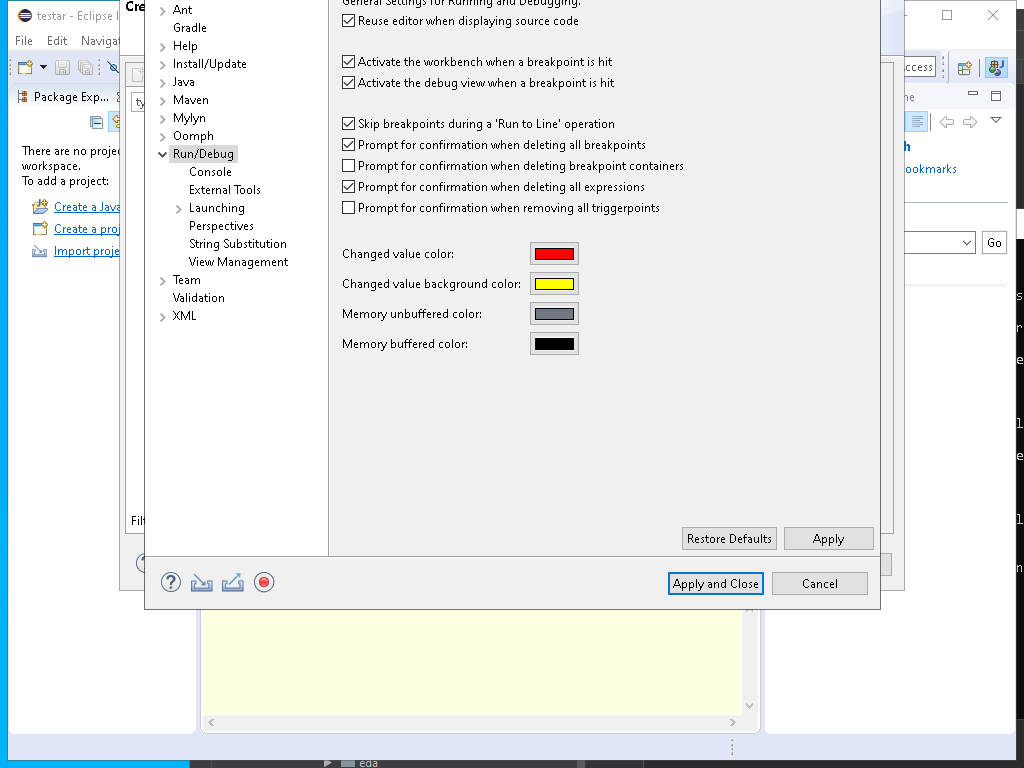 testar - Eclipse I
File Edit Navigat
Cre
Package Exp...
There are no proje
workspace.
To add a project:
Create a Java
Create a proj
Import proje
ty
Filt
Ant
Gradle
Help
Install/Update
Java
Maven
Mylyn
Oomph
Run/Debug
Console
External Tools
Launching
Perspectives
String Substitution
View Management
Team
Validation
XML
General Settings for Running and Debugging.
Reuse editor when displaying source code
Activate the workbench when a breakpoint is hit
Activate the debug view when a breakpoint is hit
Skip breakpoints during a 'Run to Line' operation
Prompt for confirmation when deleting all breakpoints
Prompt for confirmation when deleting breakpoint containers
Prompt for confirmation when deleting all expressions
Prompt for confirmation when removing all triggerpoints
Changed value color:
Changed value background color:
Memory unbuffered color:
Memory buffered color:
Restore Defaults
Apply
Apply and Close
Cancel
ccess
ne
h
ookmarks
Go
eda